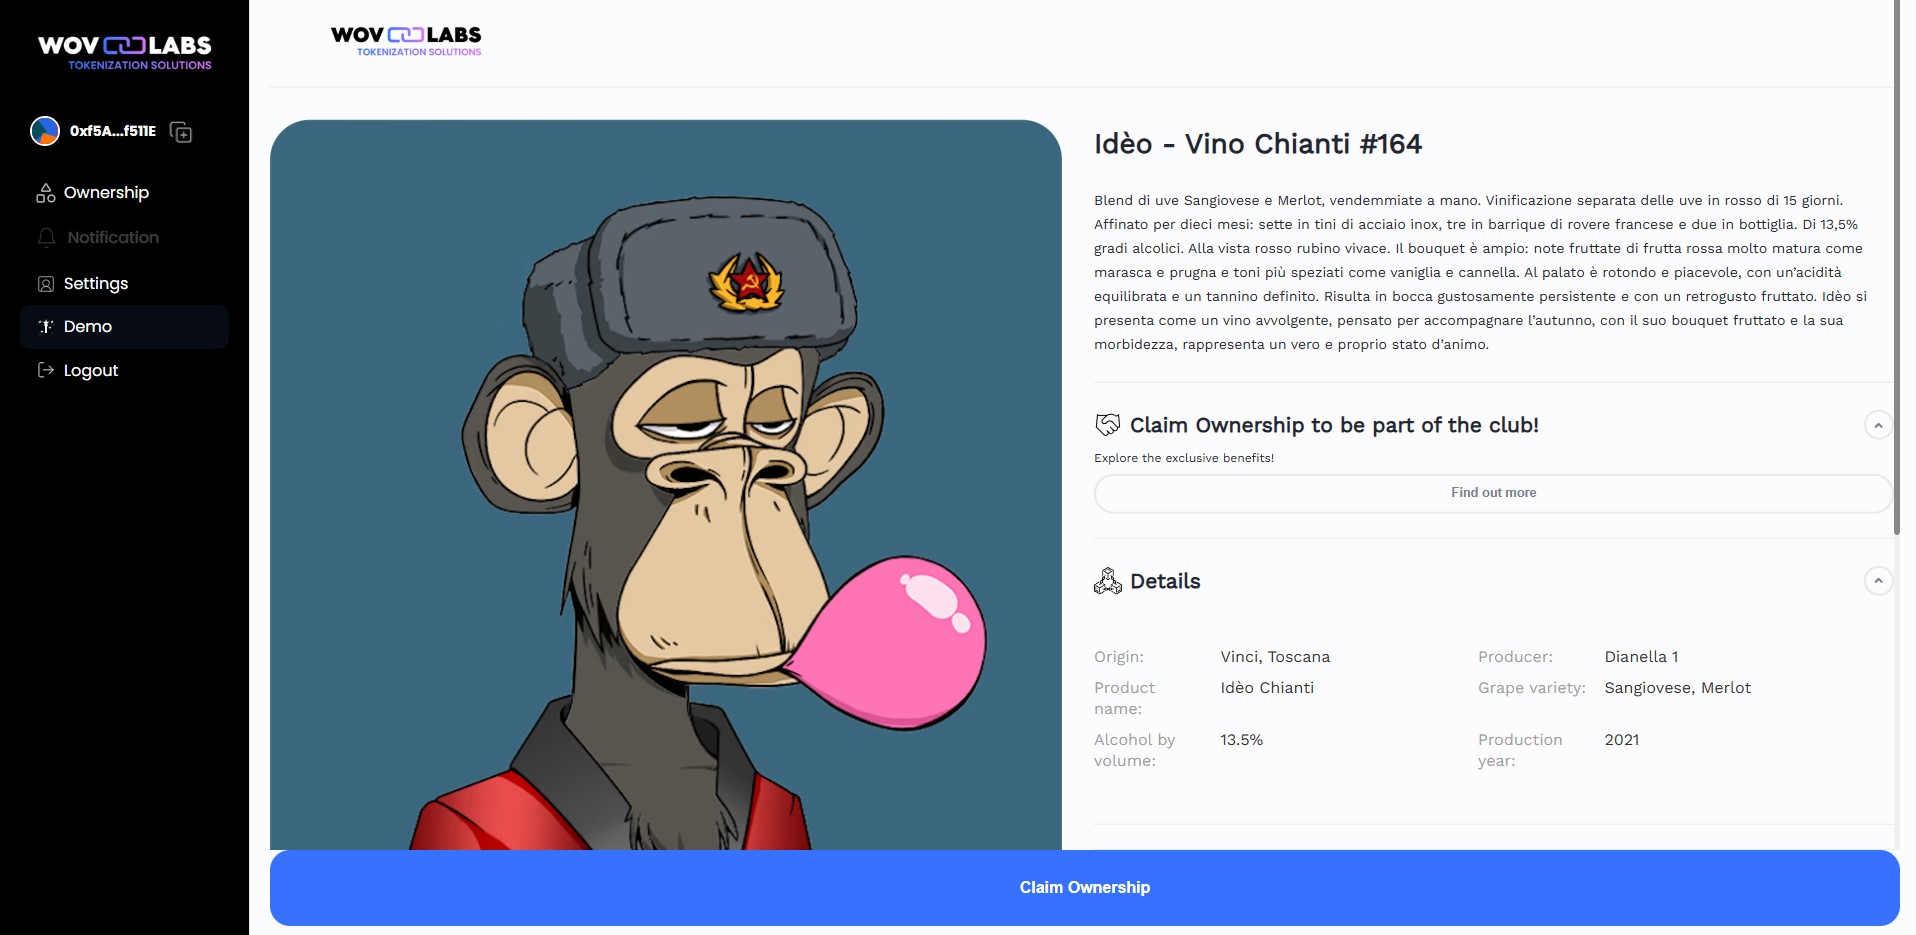 WOV LABS
TOKENIZATION SOLUTIONS
0xf5A...f511E
Ownership
Notification
Settings
Demo
Logout
WOV LABS
TOKENIZATION SOLUTIONS
Idèo - Vino Chianti #164
Blend di uve Sangiovese e Merlot, vendemmiate a mano. Vinificazione separata delle uve in rosso di 15 giorni.
Affinato per dieci mesi: sette in tini di acciaio inox, tre in barrique di rovere francese e due in bottiglia. Di 13,5%
gradi alcolici. Alla vista rosso rubino vivace. Il bouquet è ampio: note fruttate di frutta rossa molto matura come
marasca e prugna e toni più speziati come vaniglia e cannella. Al palato è rotondo e piacevole, con un’acidità
equilibrata e un tannino definito. Risulta in bocca gustosamente persistente e con un retrogusto fruttato. Idèo si
presenta come un vino avvolgente, pensato per accompagnare l’autunno, con il suo bouquet fruttato e la sua
morbidezza, rappresenta un vero e proprio stato d’animo.
Claim Ownership to be part of the club!
Explore the exclusive benefits!
Find out more
Details
Origin: Vinci, Toscana Producer: Dianella 1
Product name: Idèo Chianti Grape variety: Sangiovese, Merlot
Alcohol by volume: 13.5% Production year: 2021
Claim Ownership